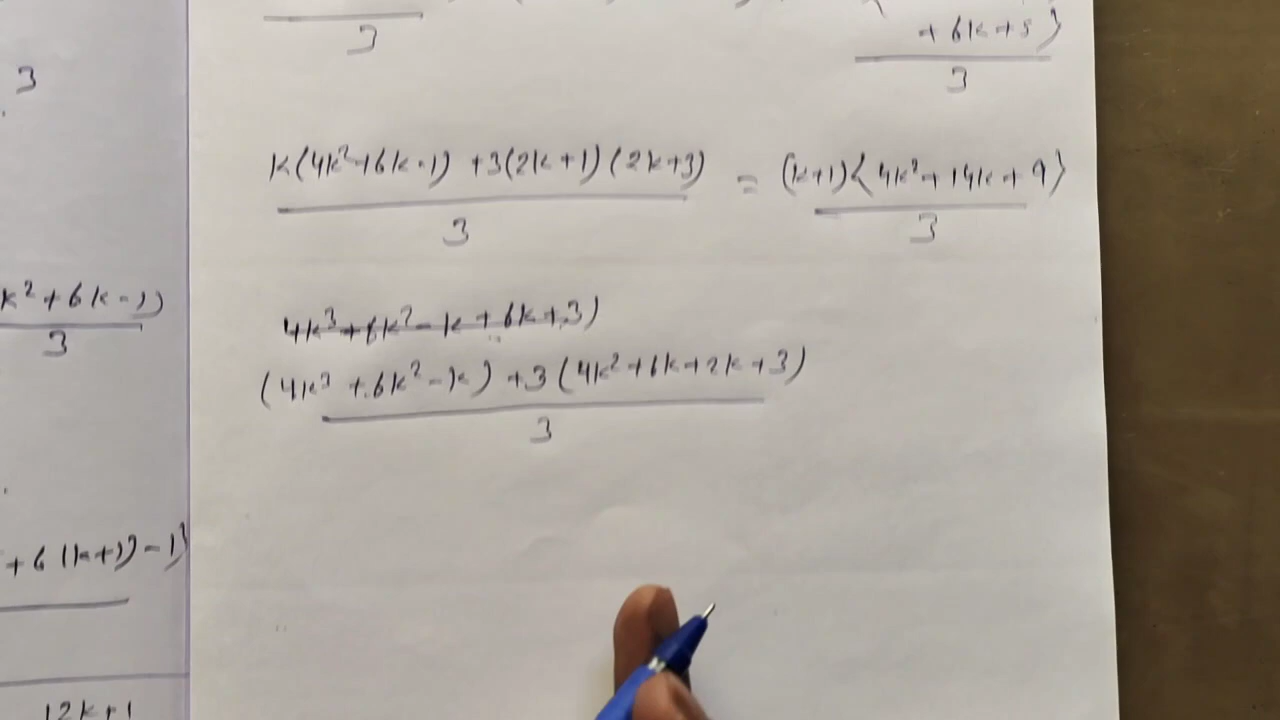 3
+ 6k + 5}
3
3
k(4k²+6k-1) +3(2k+1)(2k+3) = (k+1){4k²+14k+9}
3
3
4k³+6k²-k+6k+3)
(4k³+6k²-k) +3(4k²+6k+2k+3)
3
k²+6k-1)
3
+6(k+1)-1}
12k+1